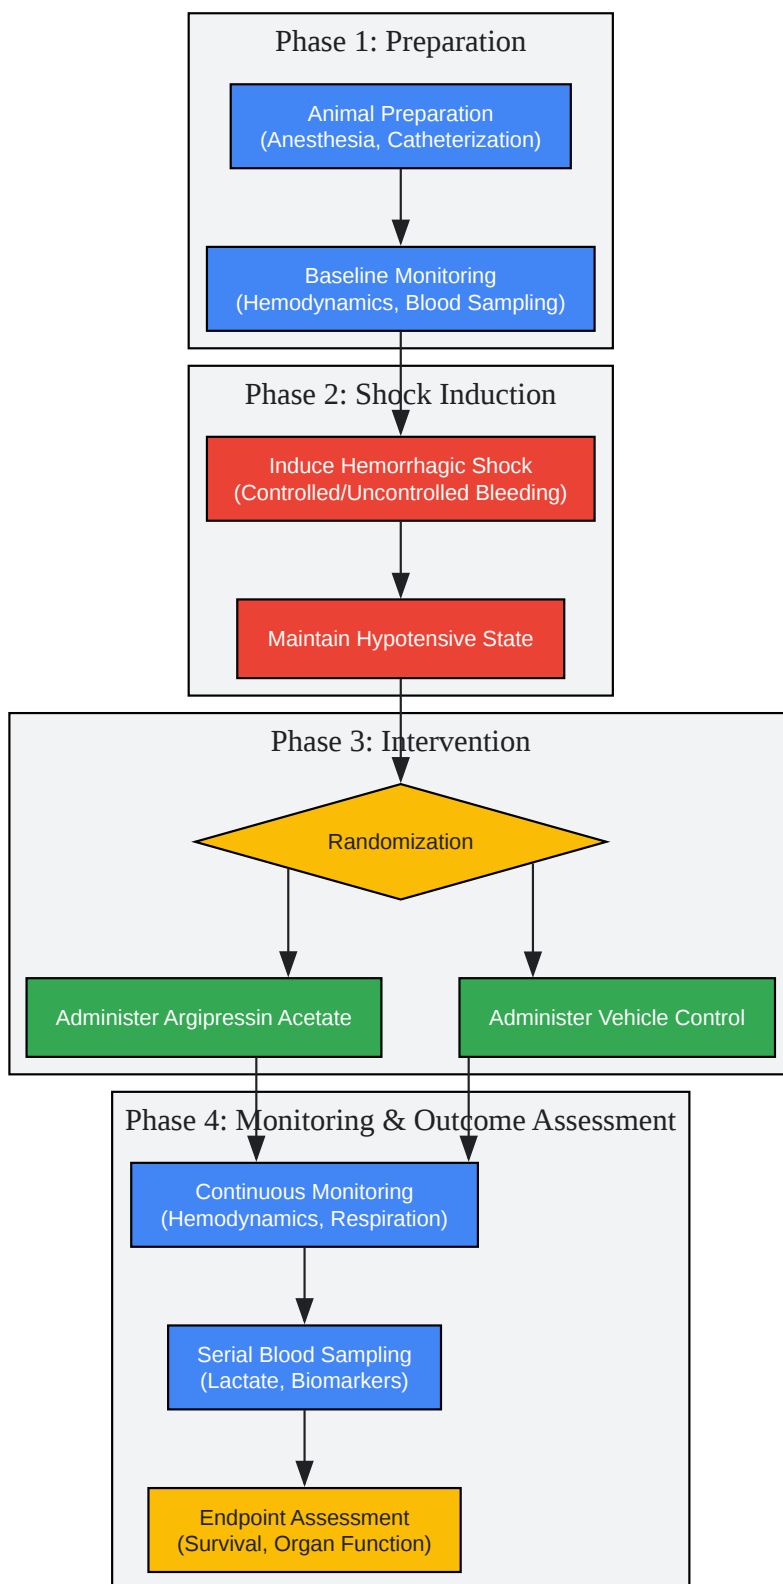 Phase 1: Preparation
Animal Preparation
(Anesthesia, Catheterization)
Baseline Monitoring
(Hemodynamics, Blood Sampling)
Phase 2: Shock Induction
Induce Hemorrhagic Shock
(Controlled/Uncontrolled Bleeding)
Maintain Hypotensive State
Phase 3: Intervention
Randomization
Administer Argipressin Acetate
Administer Vehicle Control
Phase 4: Monitoring & Outcome Assessment
Continuous Monitoring
(Hemodynamics, Respiration)
Serial Blood Sampling
(Lactate, Biomarkers)
Endpoint Assessment
(Survival, Organ Function)